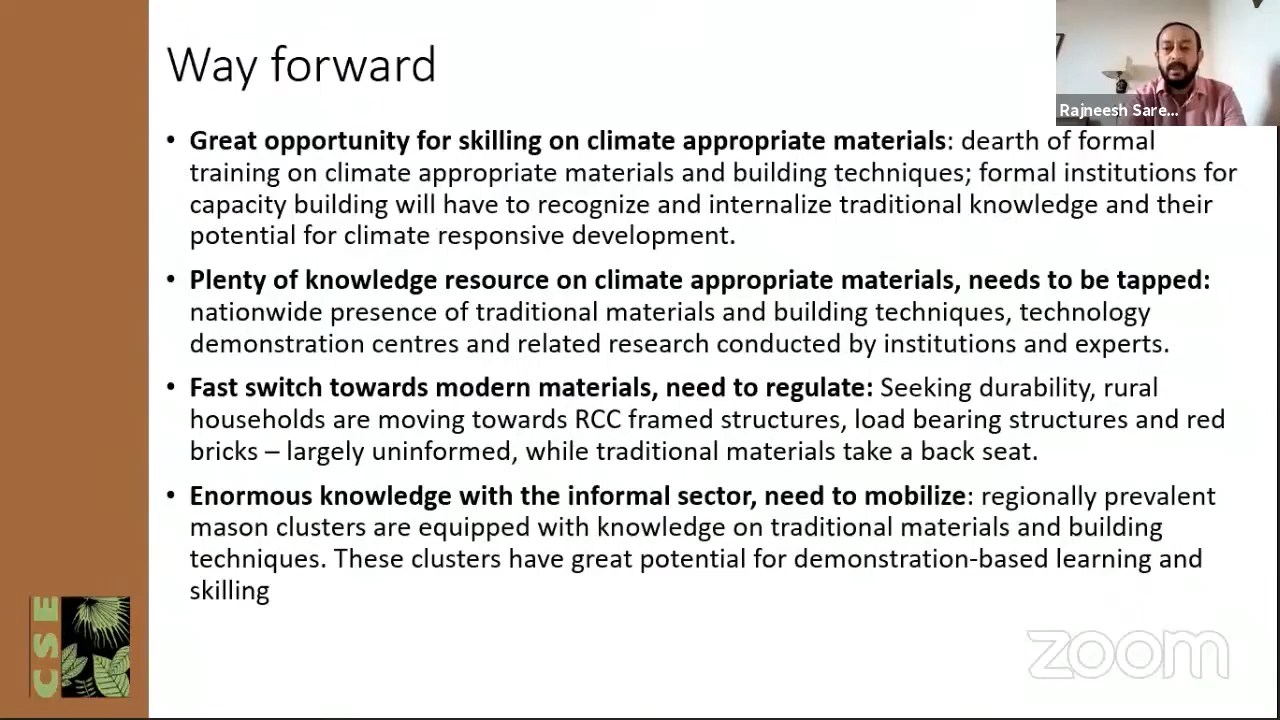 Way forward
Rajneesh Sare...
• Great opportunity for skilling on climate appropriate materials: dearth of formal
training on climate appropriate materials and building techniques; formal institutions for
capacity building will have to recognize and internalize traditional knowledge and their
potential for climate responsive development.
• Plenty of knowledge resource on climate appropriate materials, needs to be tapped:
nationwide presence of traditional materials and building techniques, technology
demonstration centres and related research conducted by institutions and experts.
• Fast switch towards modern materials, need to regulate: Seeking durability, rural
households are moving towards RCC framed structures, load bearing structures and red
bricks – largely uninformed, while traditional materials take a back seat.
• Enormous knowledge with the informal sector, need to mobilize: regionally prevalent
mason clusters are equipped with knowledge on traditional materials and building
techniques. These clusters have great potential for demonstration-based learning and
skilling
CSE
zoom